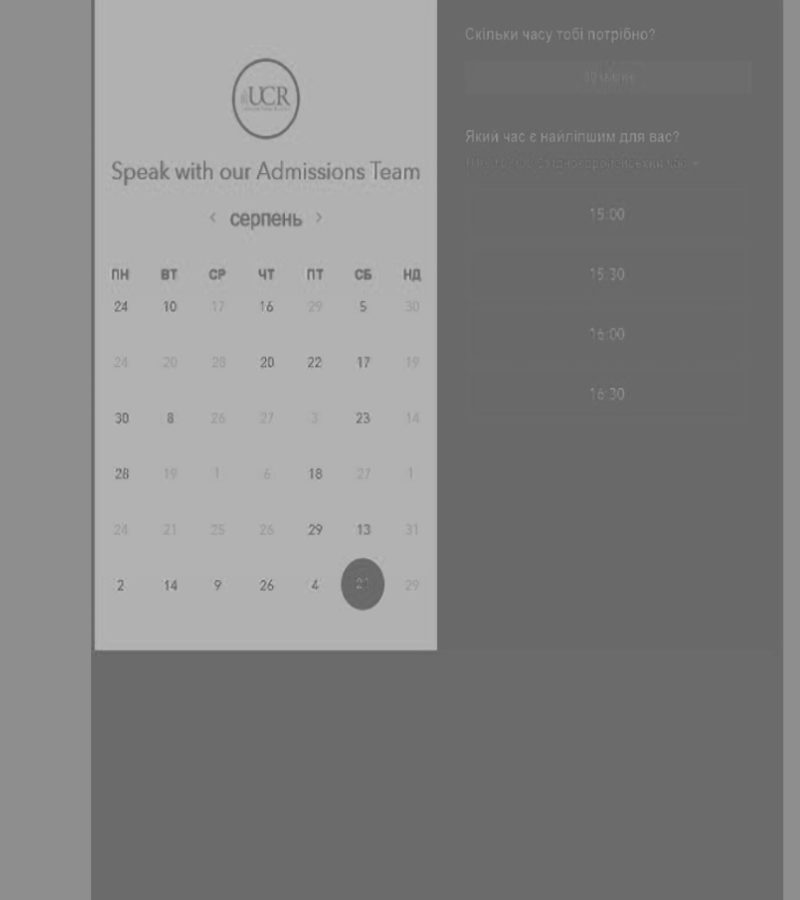 UCR
Speak with our Admissions Team
‹ серпень ›
ПН ВТ СР ЧТ ПТ СБ НД
24 10 17 16 29 5 30
24 20 28 20 22 17 19
30 8 26 27 3 23 14
28 19 1 6 18 27 1
24 21 25 26 29 13 31
2 14 9 26 4 29
Скільки часу тобі потрібно?
Який час є найліпшим для вас?
15:00
15:30
16:00
16:30